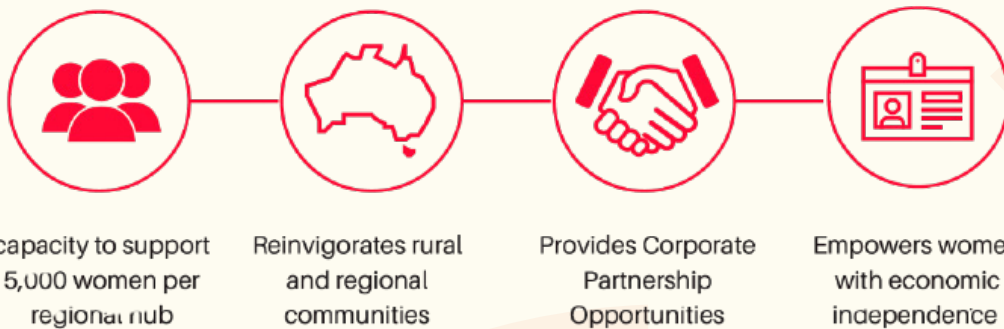 capacity to support
5,000 women per
regional hub
Reinvigorates rural
and regional
communities
Provides Corporate
Partnership
Opportunities
Empowers wome
with economic
independence